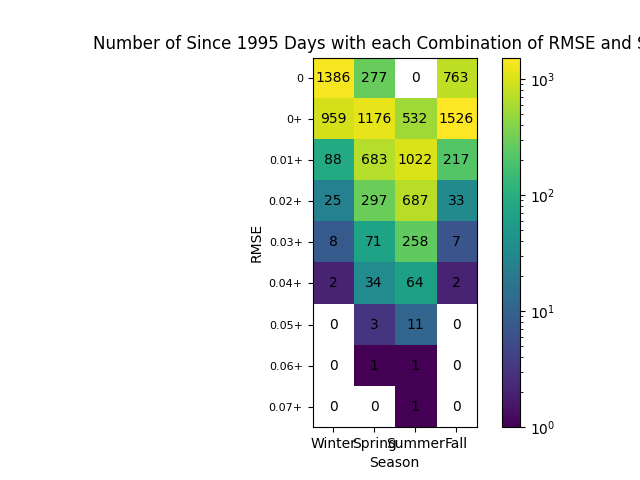 Number of Since 1995 Days with each Combination of RMSE and S
0 1386 277 0 763
0+ 959 1176 532 1526
0.01+ 88 683 1022 217
0.02+ 25 297 687 33
0.03+ 8 71 258 7
0.04+ 2 34 64 2
0.05+ 0 3 11 0
0.06+ 0 1 1 0
0.07+ 0 0 1 0
Winter Spring Summer Fall
Season
RMSE
10³
10²
10¹
10⁰